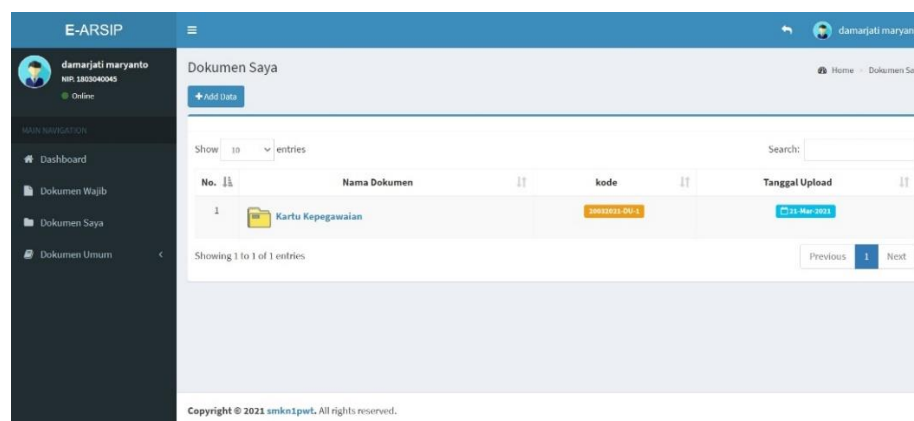 E-ARSIP
damarjati maryan
damarjati maryanto
NIP. 1803040045
Online
MAIN NAVIGATION
Dashboard
Dokumen Wajib
Dokumen Saya
Dokumen Umum
Dokumen Saya
Home Dokumen Sa
Add Data
Show 10 entries
Search:
No. Nama Dokumen kode Tanggal Upload
1 Kartu Kepegawaian 21-Mar-2021
Showing 1 to 1 of 1 entries
Previous 1 Next
Copyright © 2021 smkn1pwt. All rights reserved.